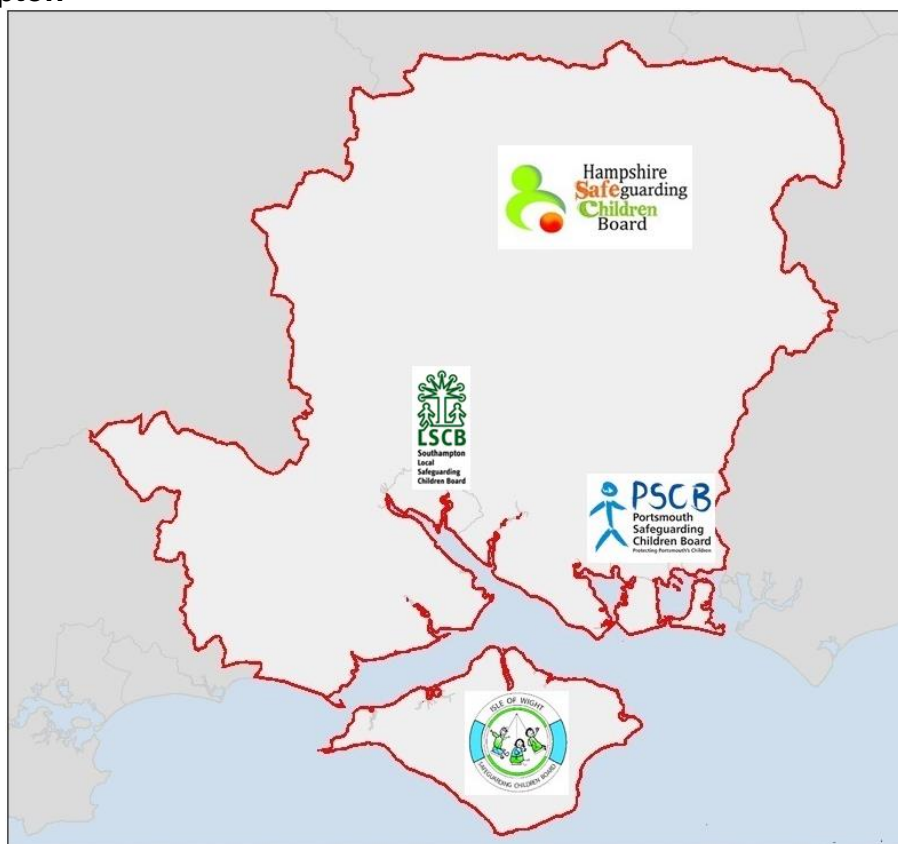 Hampshire
Safeguarding
Children
Board
LSCB
Southampton
Local
Safeguarding
Children Board
PSCB
Portsmouth
Safeguarding
Children Board
Protecting Portsmouth's Children
ISLE OF WIGHT
SAFEGUARDING CHILDREN BOARD